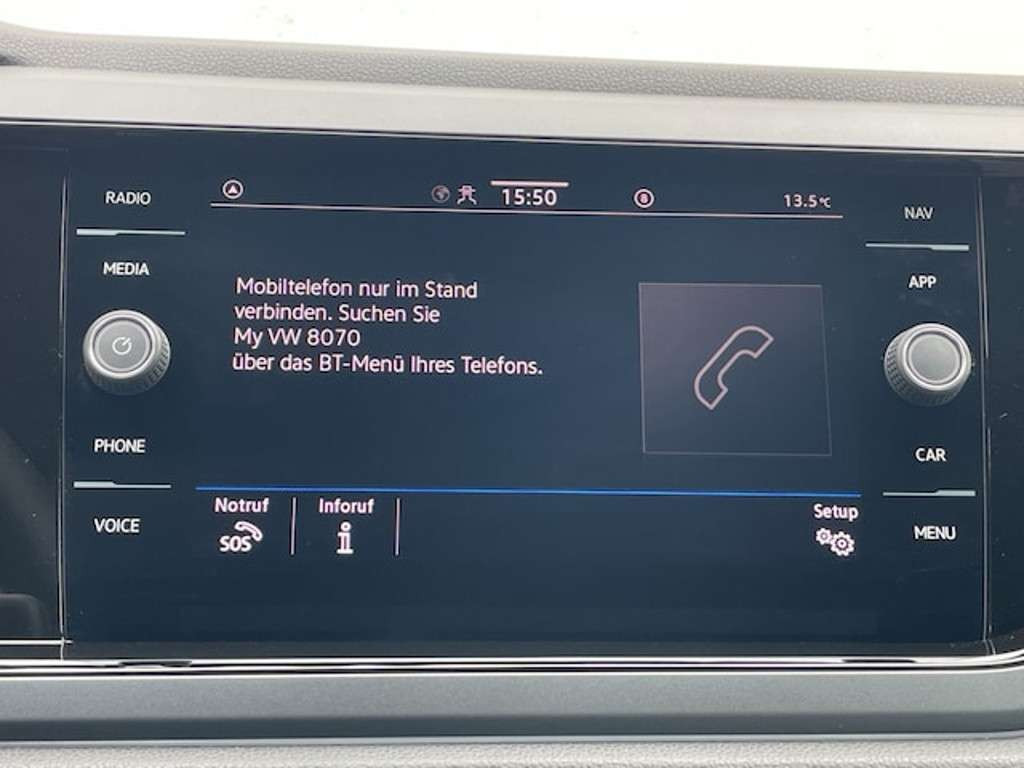 RADIO
MEDIA
PHONE
VOICE
15:50
8
13.5°C
Mobiltelefon nur im Stand
verbinden. Suchen Sie
My VW 8070
über das BT-Menü Ihres Telefons.
Notruf
SOS
Inforuf
i
Setup
NAV
APP
CAR
MENU